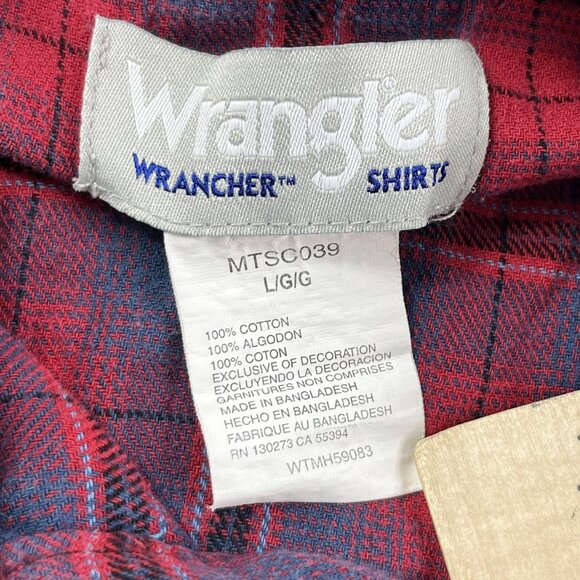 Wrangler
WRANCHER™ SHIRTS
MTSC039
L/G/G
100% COTTON
100% ALGODON
100% COTON
EXCLUSIVE OF DECORATION
EXCLUYENDO LA DECORACION
GARNITURES NON COMPRISES
MADE IN BANGLADESH
HECHO EN BANGLADESH
FABRIQUE AU BANGLADESH
RN 130273 CA 55394
WTMH59083